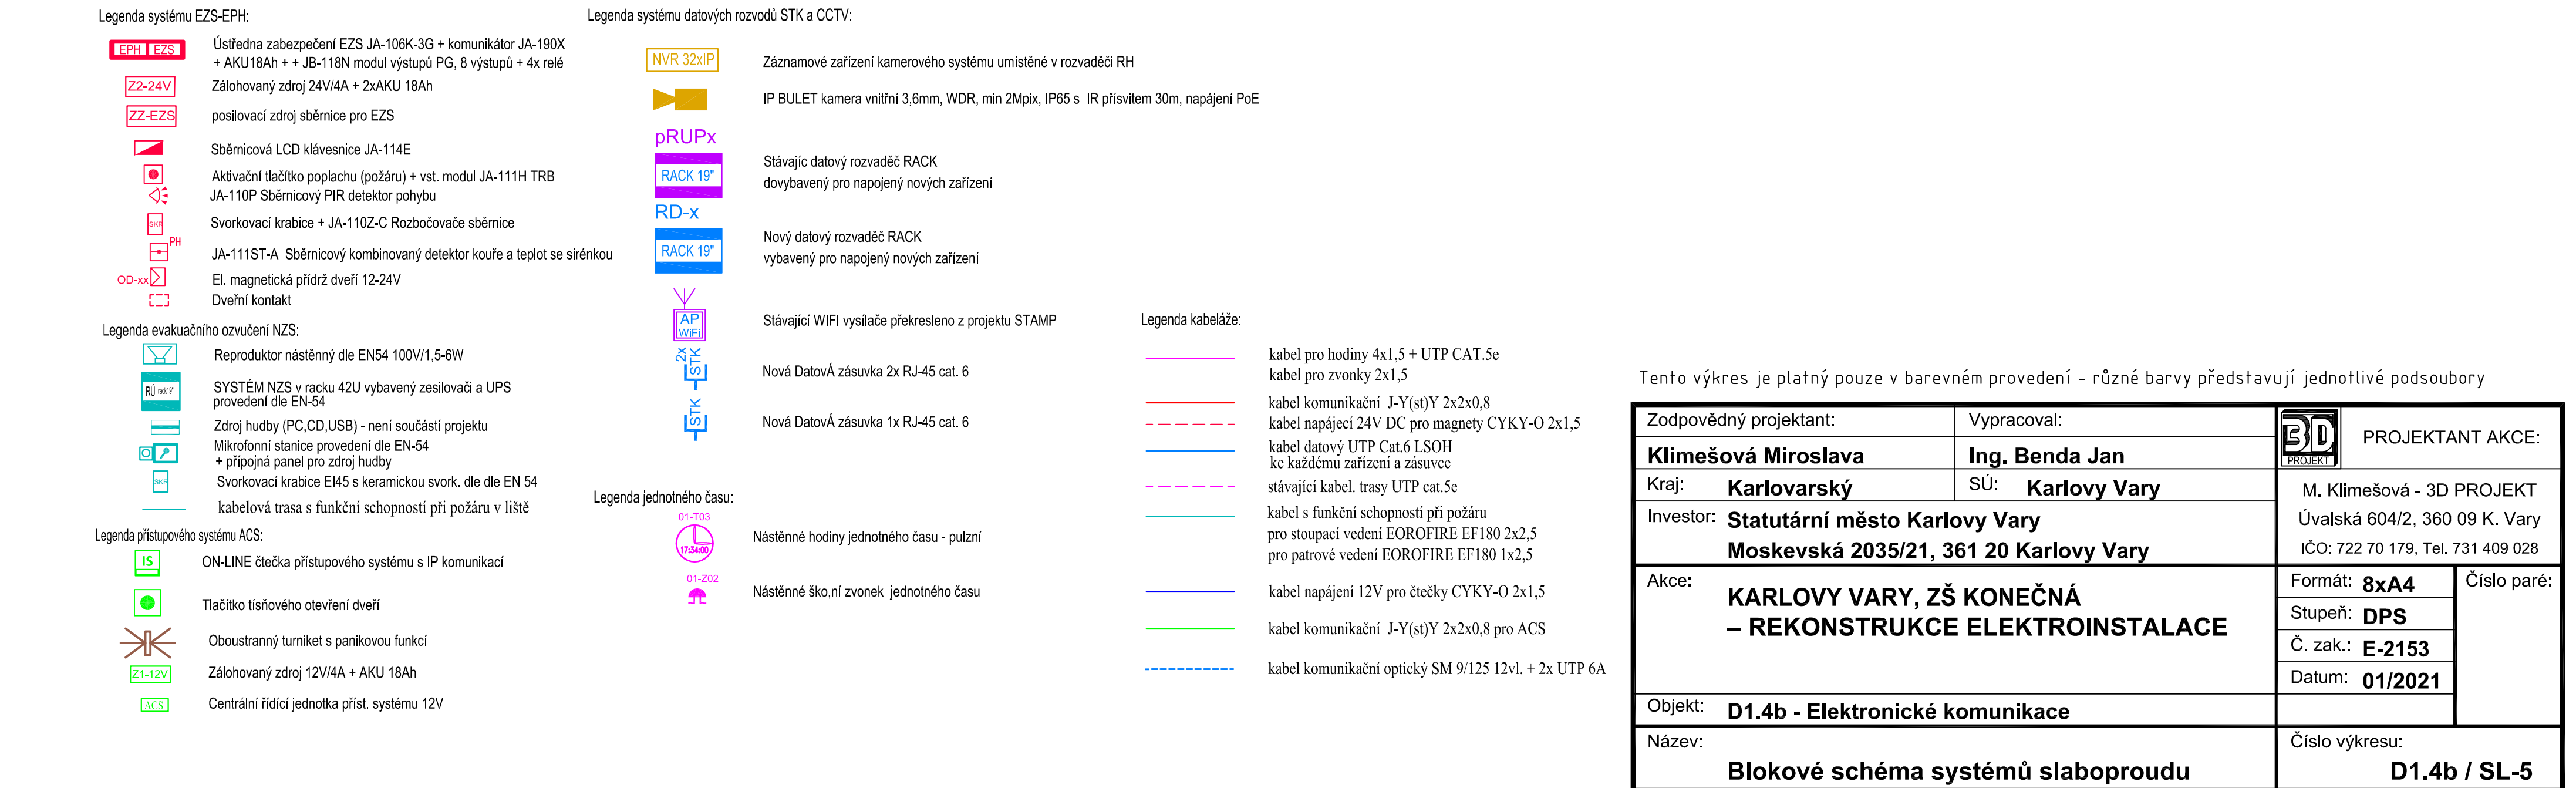 Legenda systému EZS-EPH:
EPH EZS
Ústředna zabezpečení EZS JA-106K-3G + komunikátor JA-190X
+ AKU18Ah + + JB-118N modul výstupů PG, 8 výstupů + 4x relé
Z2-24V
Zálohovaný zdroj 24V/4A + 2xAKU 18Ah
ZZ-EZS
posilovací zdroj sběrnice pro EZS
Sběrnicová LCD klávesnice JA-114E
Aktivační tlačítko poplachu (požáru) + vst. modul JA-111H TRB
JA-110P Sběrnicový PIR detektor pohybu
SKR
Svorkovací krabice + JA-110Z-C Rozbočovače sběrnice
PH
JA-111ST-A Sběrnicový kombinovaný detektor kouře a teplot se sirénkou
OD-xx
El. magnetická přídrž dveří 12-24V
Dveřní kontakt
Legenda evakuačního ozvučení NZS:
Reproduktor nástěnný dle EN54 100V/1,5-6W
RÚ rack19"
SYSTÉM NZS v racku 42U vybavený zesilovači a UPS
provedení dle EN-54
Zdroj hudby (PC,CD,USB) - není součástí projektu
Mikrofonní stanice provedení dle EN-54
+ přípojná panel pro zdroj hudby
SKR
Svorkovací krabice EI45 s keramickou svork. dle dle EN 54
kabelová trasa s funkční schopností při požáru v liště
Legenda přístupového systému ACS:
IS
ON-LINE čtečka přístupového systému s IP komunikací
Tlačítko tísňového otevření dveří
Oboustranný turniket s panikovou funkcí
Z1-12V
Zálohovaný zdroj 12V/4A + AKU 18Ah
ACS
Centrální řídící jednotka příst. systému 12V
Legenda systému datových rozvodů STK a CCTV:
NVR 32xIP
Záznamové zařízení kamerového systému umístěné v rozvaděči RH
IP BULET kamera vnitřní 3,6mm, WDR, min 2Mpix, IP65 s IR přísvitem 30m, napájení PoE
pRUPx
RACK 19"
Stávajíc datový rozvaděč RACK
dovybavený pro napojený nových zařízení
RD-x
RACK 19"
Nový datový rozvaděč RACK
vybavený pro napojený nových zařízení
AP
WiFi
Stávající WIFI vysílače překresleno z projektu STAMP
2x
STK
Nová DatovÁ zásuvka 2x RJ-45 cat. 6
STK
Nová DatovÁ zásuvka 1x RJ-45 cat. 6
Legenda jednotného času:
01-T03
17:34:00
Nástěnné hodiny jednotného času - pulzní
01-Z02
Nástěnné ško,ní zvonek jednotného času
Legenda kabeláže:
kabel pro hodiny 4x1,5 + UTP CAT.5e
kabel pro zvonky 2x1,5
kabel komunikační J-Y(st)Y 2x2x0,8
kabel napájecí 24V DC pro magnety CYKY-O 2x1,5
kabel datový UTP Cat.6 LSOH
ke každému zařízení a zásuvce
stávající kabel. trasy UTP cat.5e
kabel s funkční schopností při požáru
pro stoupací vedení EOROFIRE EF180 2x2,5
pro patrové vedení EOROFIRE EF180 1x2,5
kabel napájení 12V pro čtečky CYKY-O 2x1,5
kabel komunikační J-Y(st)Y 2x2x0,8 pro ACS
kabel komunikační optický SM 9/125 12vl. + 2x UTP 6A
Tento výkres je platný pouze v barevném provedení - různé barvy představují jednotlivé podsoubory
Zodpovědný projektant:
Klimešová Miroslava
Vypracoval:
Ing. Benda Jan
3D
PROJEKT
PROJEKTANT AKCE:
Kraj: Karlovarský
SÚ: Karlovy Vary
Investor: Statutární město Karlovy Vary
Moskevská 2035/21, 361 20 Karlovy Vary
M. Klimešová - 3D PROJEKT
Úvalská 604/2, 360 09 K. Vary
IČO: 722 70 179, Tel. 731 409 028
Akce:
KARLOVY VARY, ZŠ KONEČNÁ
– REKONSTRUKCE ELEKTROINSTALACE
Formát: 8xA4
Číslo paré:
Stupeň: DPS
Č. zak.: E-2153
Datum: 01/2021
Objekt: D1.4b - Elektronické komunikace
Název:
Blokové schéma systémů slaboproudu
Číslo výkresu:
D1.4b / SL-5